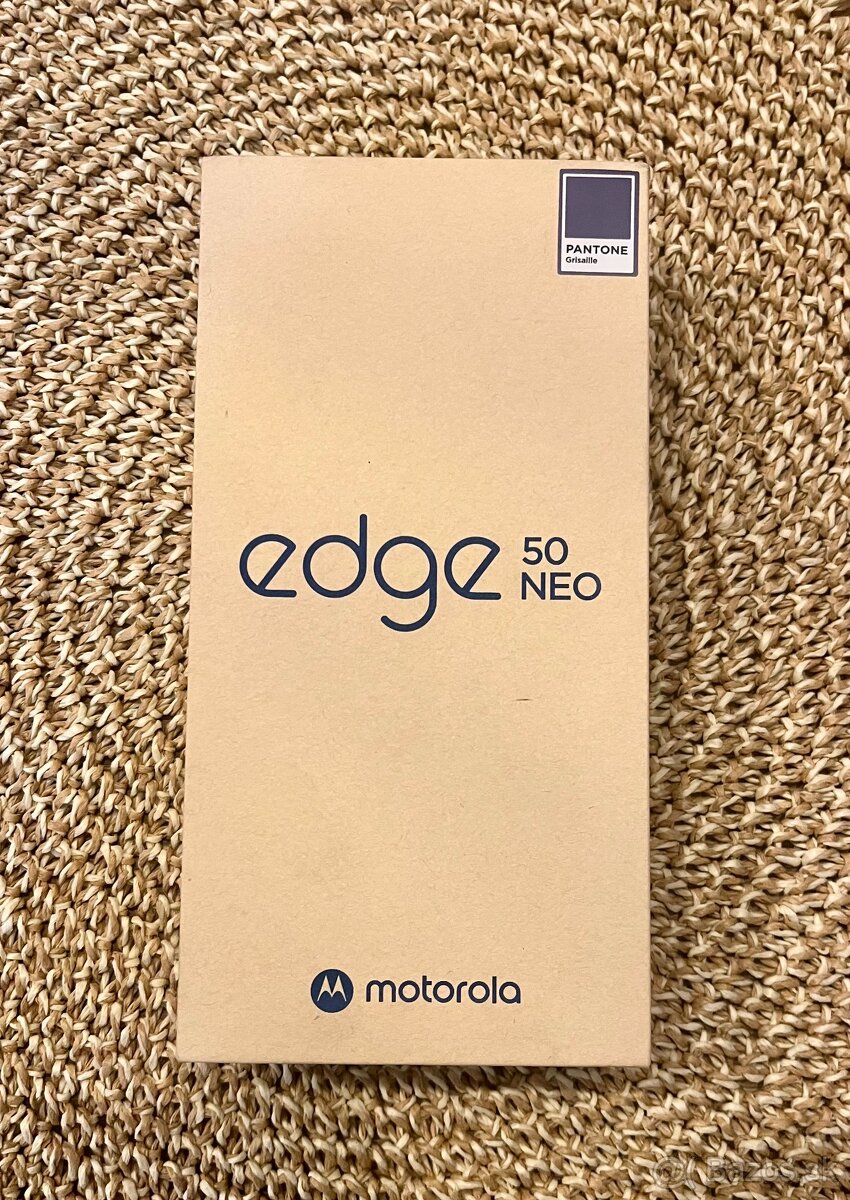 PANTONE
Grisaille
edge 50
NEO
motorola
Bazos.sk